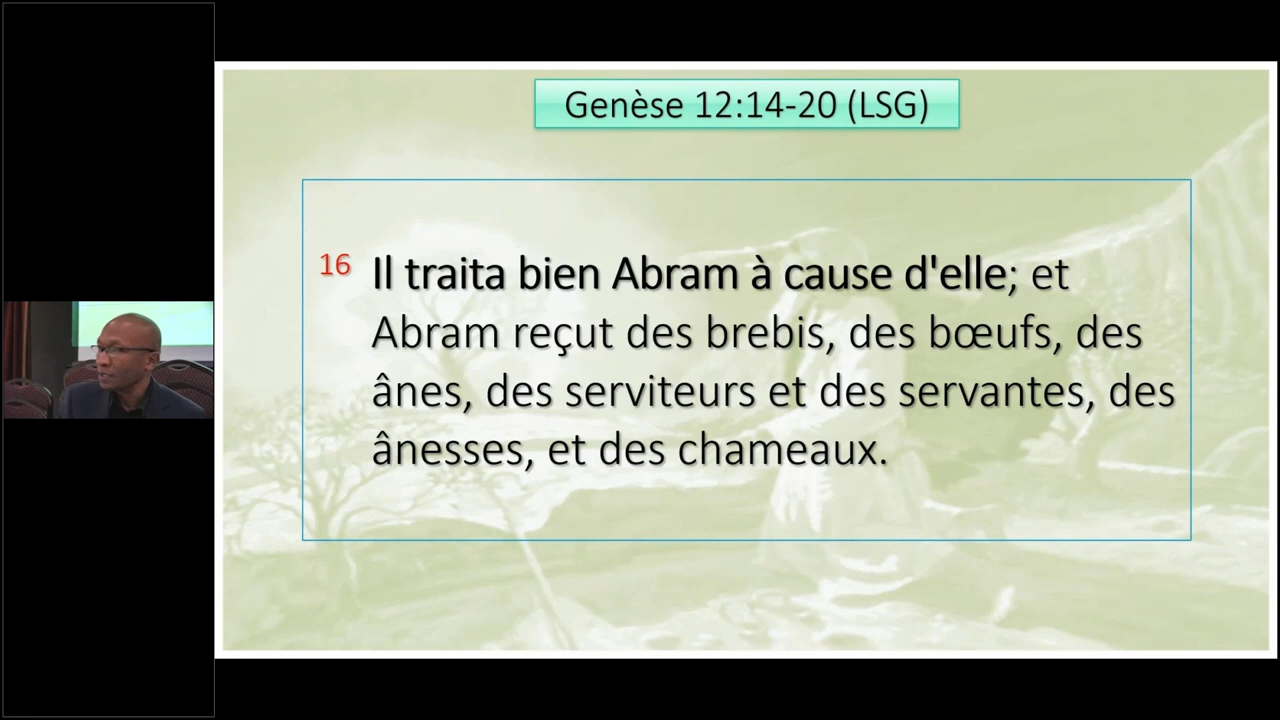 Genèse 12:14-20 (LSG)
16 Il traita bien Abram à cause d'elle; et
Abram reçut des brebis, des bœufs, des
ânes, des serviteurs et des servantes, des
ânesses, et des chameaux.